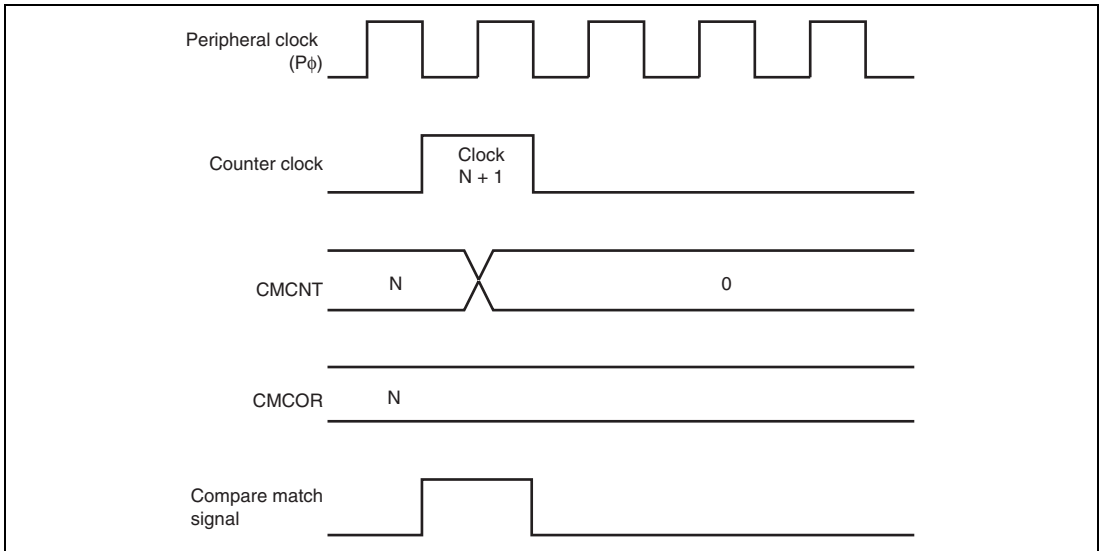 Peripheral clock
(Pϕ)
Counter clock
Clock
N + 1
CMCNT
N
0
CMCOR
N
Compare match
signal